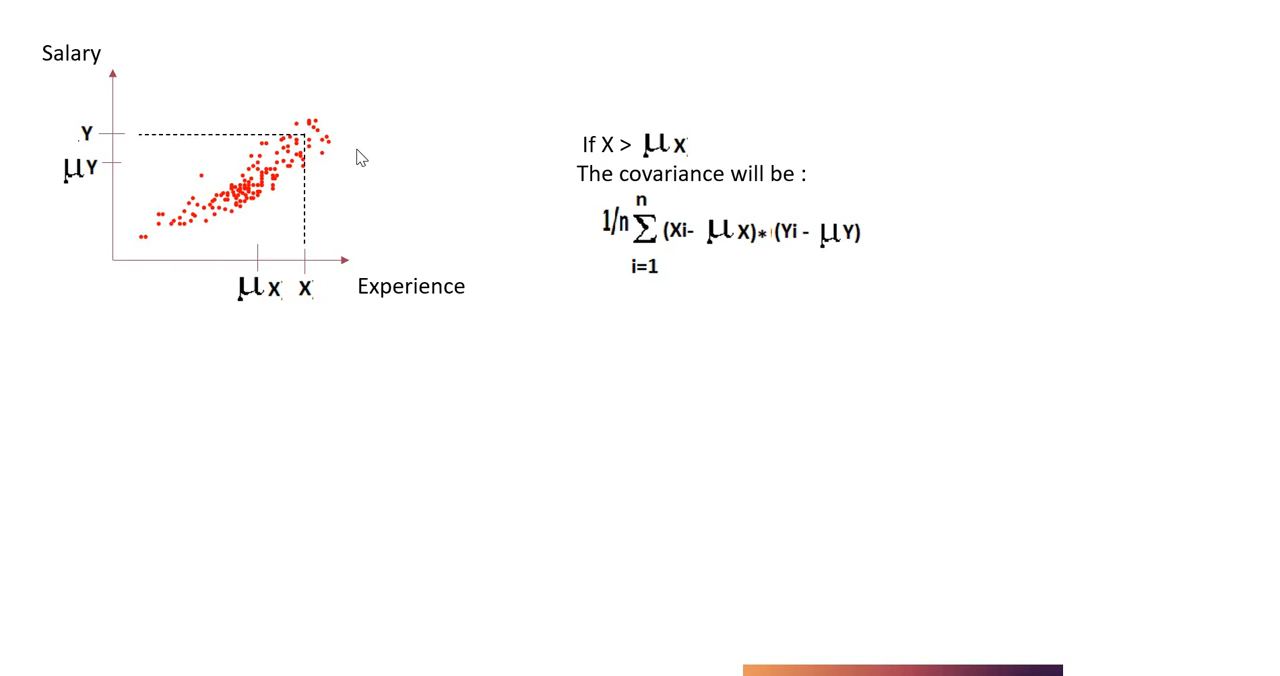 Salary
Y
μY
μx x
Experience
If X > μx
The covariance will be :
n
1/n∑(Xi- μX)*(Yi - μY)
i=1